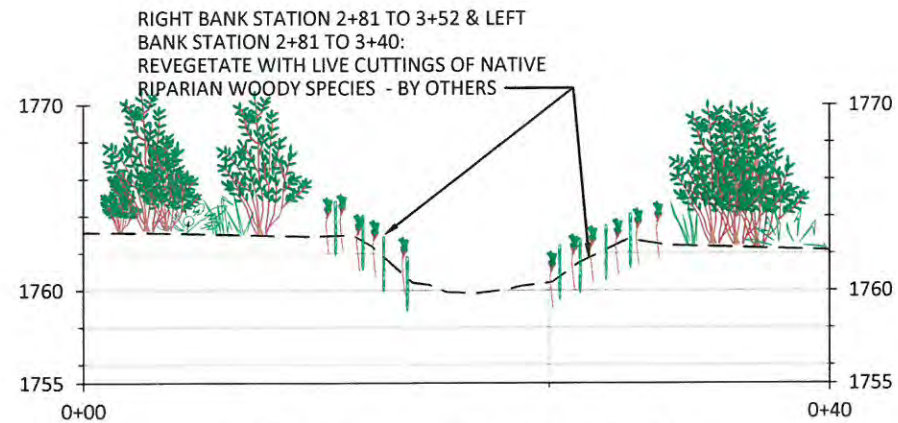 RIGHT BANK STATION 2+81 TO 3+52 & LEFT
BANK STATION 2+81 TO 3+40:
REVEGETATE WITH LIVE CUTTINGS OF NATIVE
RIPARIAN WOODY SPECIES - BY OTHERS
1770
1770
1760
1760
1755
1755
0+00
0+40